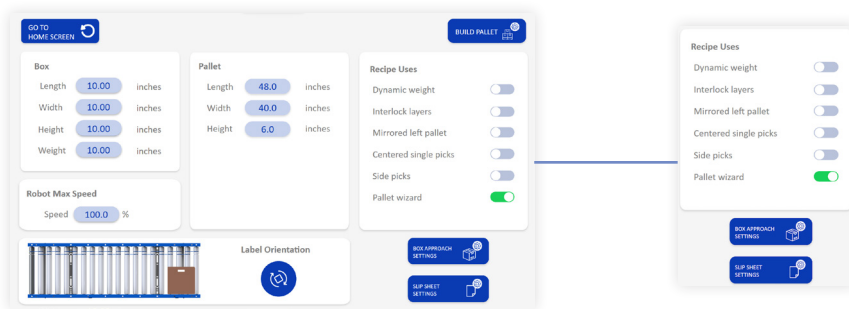 GO TO
HOME SCREEN
BUILD PALLET
Box
Length 10.00 inches
Width 10.00 inches
Height 10.00 inches
Weight 10.00 inches
Pallet
Length 48.0 inches
Width 40.0 inches
Height 6.0 inches
Recipe Uses
Dynamic weight
Interlock layers
Mirrored left pallet
Centered single picks
Side picks
Pallet wizard
Robot Max Speed
Speed 100.0 %
Label Orientation
BOX APPROACH
SETTINGS
SLIP SHEET
SETTINGS
Recipe Uses
Dynamic weight
Interlock layers
Mirrored left pallet
Centered single picks
Side picks
Pallet wizard
BOX APPROACH
SETTINGS
SLIP SHEET
SETTINGS